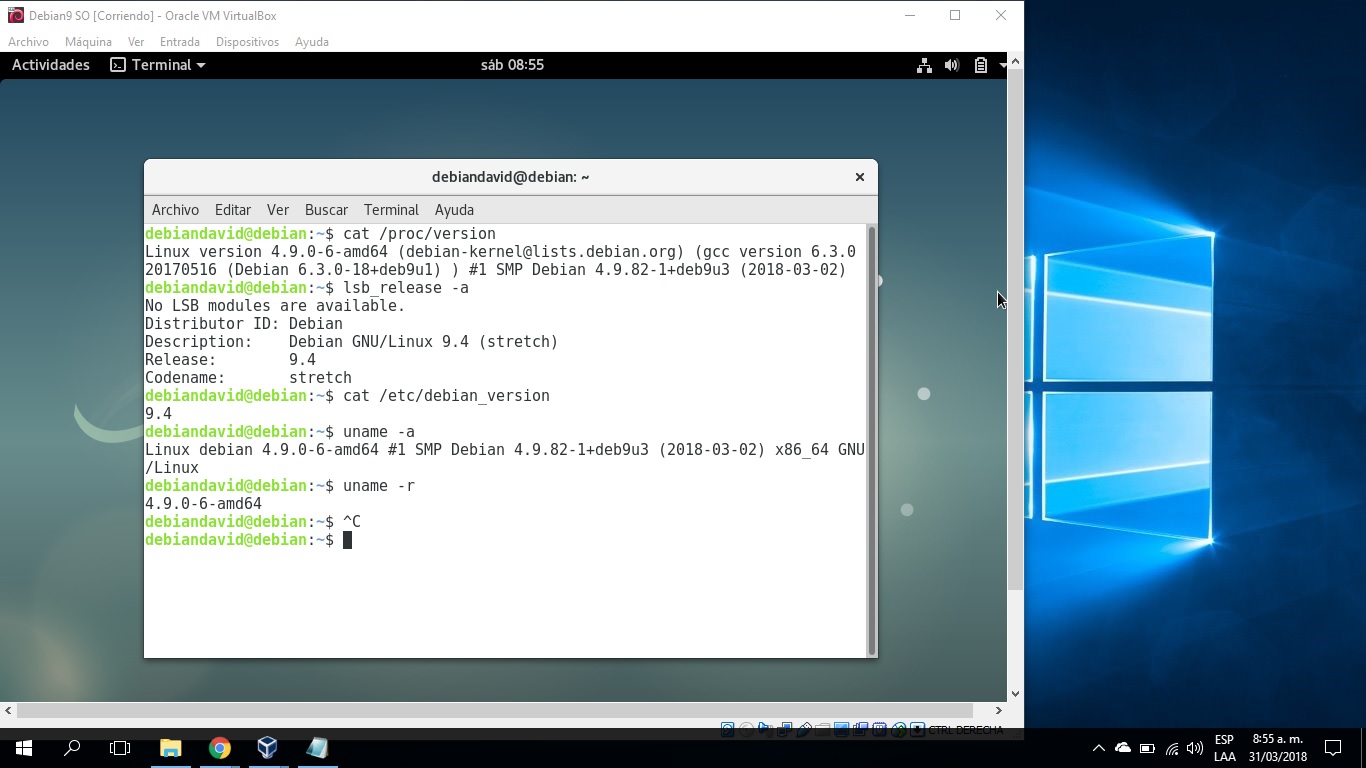 Debian9 SO [Corriendo] - Oracle VM VirtualBox
Archivo Máquina Ver Entrada Dispositivos Ayuda
Actividades Terminal sáb 08:55
debiandavid@debian: ~
Archivo Editar Ver Buscar Terminal Ayuda
debiandavid@debian:~$ cat /proc/version
Linux version 4.9.0-6-amd64 (debian-kernel@lists.debian.org) (gcc version 6.3.0
20170516 (Debian 6.3.0-18+deb9u1) ) #1 SMP Debian 4.9.82-1+deb9u3 (2018-03-02)
debiandavid@debian:~$ lsb_release -a
No LSB modules are available.
Distributor ID: Debian
Description: Debian GNU/Linux 9.4 (stretch)
Release: 9.4
Codename: stretch
debiandavid@debian:~$ cat /etc/debian_version
9.4
debiandavid@debian:~$ uname -a
Linux debian 4.9.0-6-amd64 #1 SMP Debian 4.9.82-1+deb9u3 (2018-03-02) x86_64 GNU
/Linux
debiandavid@debian:~$ uname -r
4.9.0-6-amd64
debiandavid@debian:~$ ^C
debiandavid@debian:~$
CTRL DERECHA
ESP
LAA
8:55 a. m.
31/03/2018